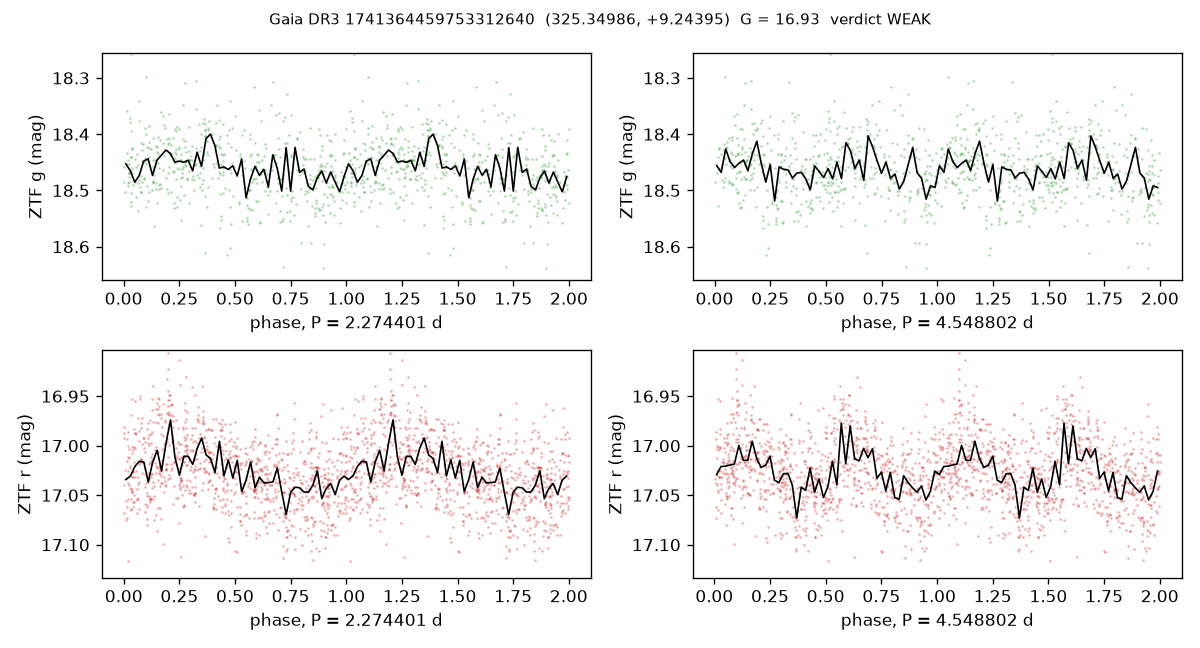 Gaia DR3 1741364459753312640 (325.34986, +9.24395) G = 16.93 verdict WEAK
ZTF g (mag)
18.3
18.4
18.5
18.6
0.00 0.25 0.50 0.75 1.00 1.25 1.50 1.75 2.00
phase, P = 2.274401 d
ZTF g (mag)
18.3
18.4
18.5
18.6
0.00 0.25 0.50 0.75 1.00 1.25 1.50 1.75 2.00
phase, P = 4.548802 d
ZTF r (mag)
16.95
17.00
17.05
17.10
0.00 0.25 0.50 0.75 1.00 1.25 1.50 1.75 2.00
phase, P = 2.274401 d
ZTF r (mag)
16.95
17.00
17.05
17.10
0.00 0.25 0.50 0.75 1.00 1.25 1.50 1.75 2.00
phase, P = 4.548802 d